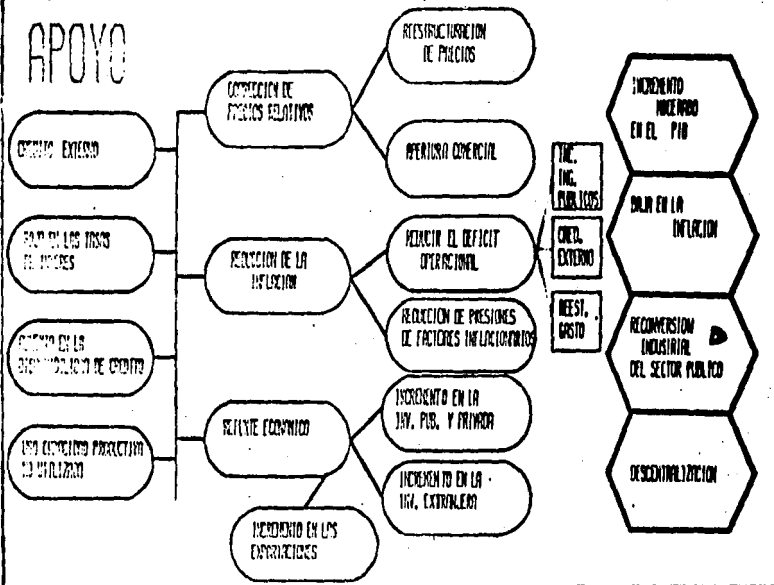 APOYO
CREDITO EXTERNO
BAJA EN LAS TASAS
DE INTERES
AUMENTO EN LA
DISPONIBILIDAD DE CREDITO
USO CAPACIDAD PRODUCTIVA
NO UTILIZADA
CORRECCION DE
PRECIOS RELATIVOS
REDUCCION DE LA
INFLACION
REPUNTE ECONOMICO
INCREMENTO EN LAS
EXPORTACIONES
REESTRUCTURACION
DE PRECIOS
APERTURA COMERCIAL
REDUCIR EL DEFICIT
OPERACIONAL
REDUCCION DE PRESIONES
DE FACTORES INFLACIONARIOS
INCREMENTO EN LA
INV. PUB. Y PRIVADA
INCREMENTO EN LA
INV. EXTRANJERA
INC.
ING.
PUBLICOS
CRED.
EXTERNO
REEST.
GASTO
INCREMENTO
MODERADO
EN EL PIB
BAJA EN LA
INFLACION
RECONVERSION
INDUSTRIAL
DEL SECTOR PUBLICO
DESCENTRALIZACION